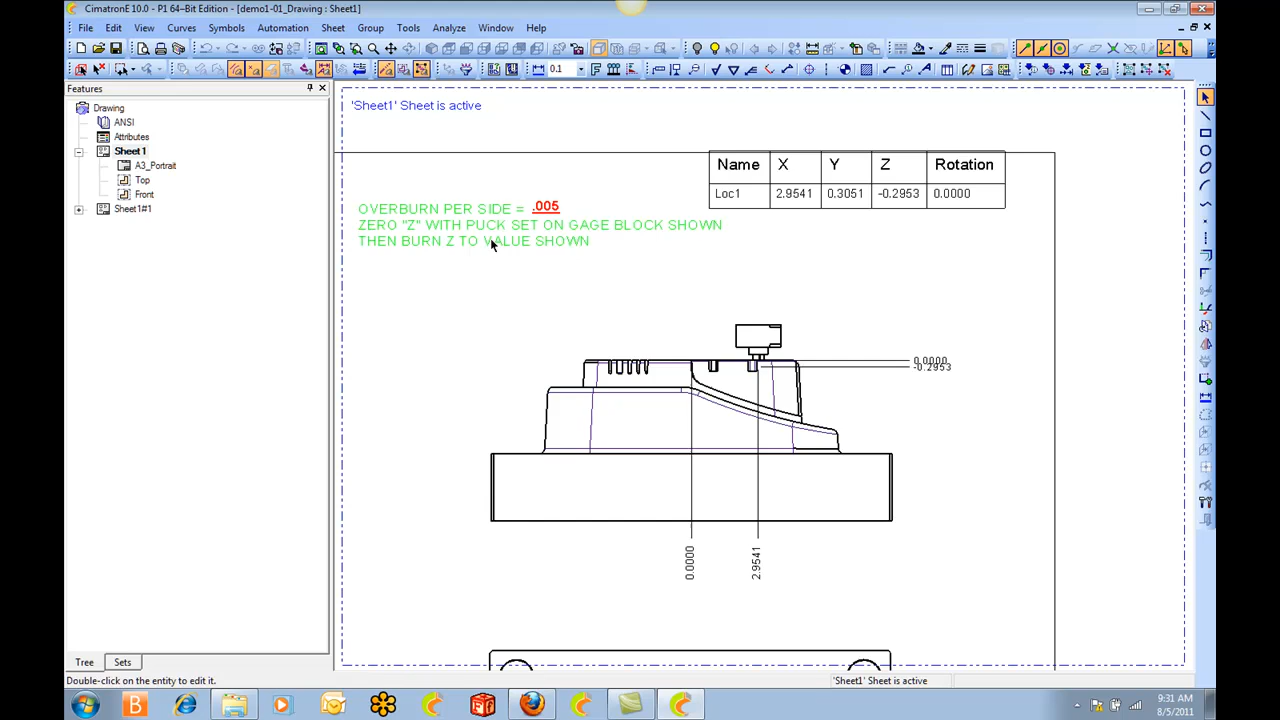 CimatronE 10.0 - P1 64-Bit Edition - [demo1-01_Drawing : Sheet1]
File Edit View Curves Symbols Automation Sheet Group Tools Analyze Window Help
0.1
Features
Drawing
ANSI
Attributes
Sheet 1
A3_Portrait
Top
Front
Sheet1#1
'Sheet1' Sheet is active
Name X Y Z Rotation
Loc1 2.9541 0.3051 -0.2953 0.0000
OVERBURN PER SIDE = .005
ZERO "Z" WITH PUCK SET ON GAGE BLOCK SHOWN
THEN BURN Z TO VALUE SHOWN
0.0000
-0.2953
0.0000
2.9541
Tree Sets
Double-click on the entity to edit it.
'Sheet1' Sheet is active
9:31 AM
8/5/2011